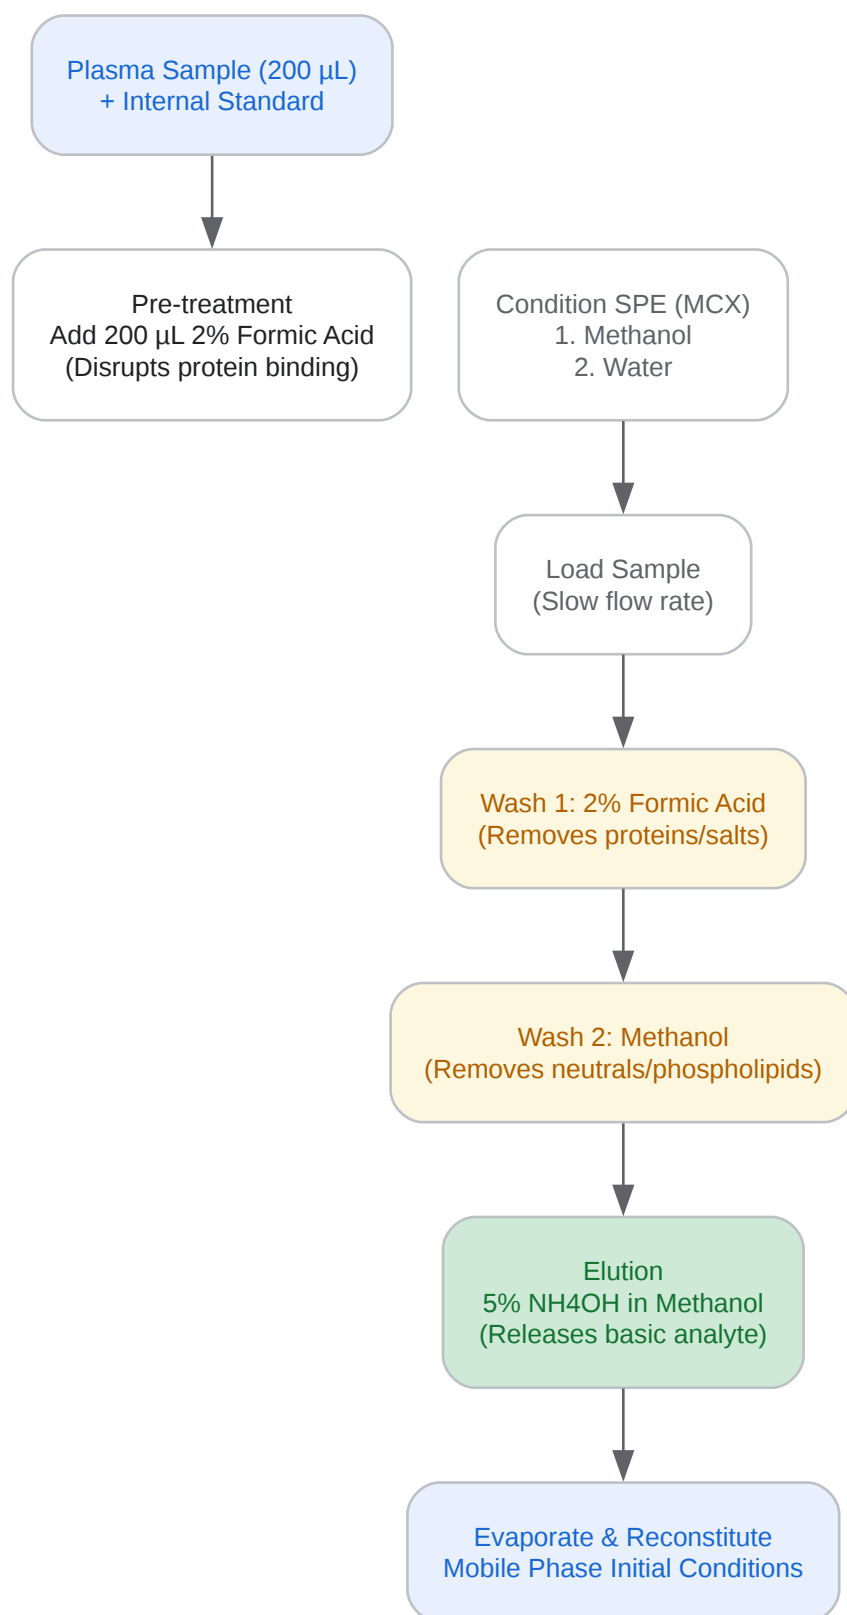 Plasma Sample (200 µL)
+ Internal Standard
Pre-treatment
Add 200 µL 2% Formic Acid
(Disrupts protein binding)
Condition SPE (MCX)
1. Methanol
2. Water
Load Sample
(Slow flow rate)
Wash 1: 2% Formic Acid
(Removes proteins/salts)
Wash 2: Methanol
(Removes neutrals/phospholipids)
Elution
5% NH4OH in Methanol
(Releases basic analyte)
Evaporate & Reconstitute
Mobile Phase Initial Conditions